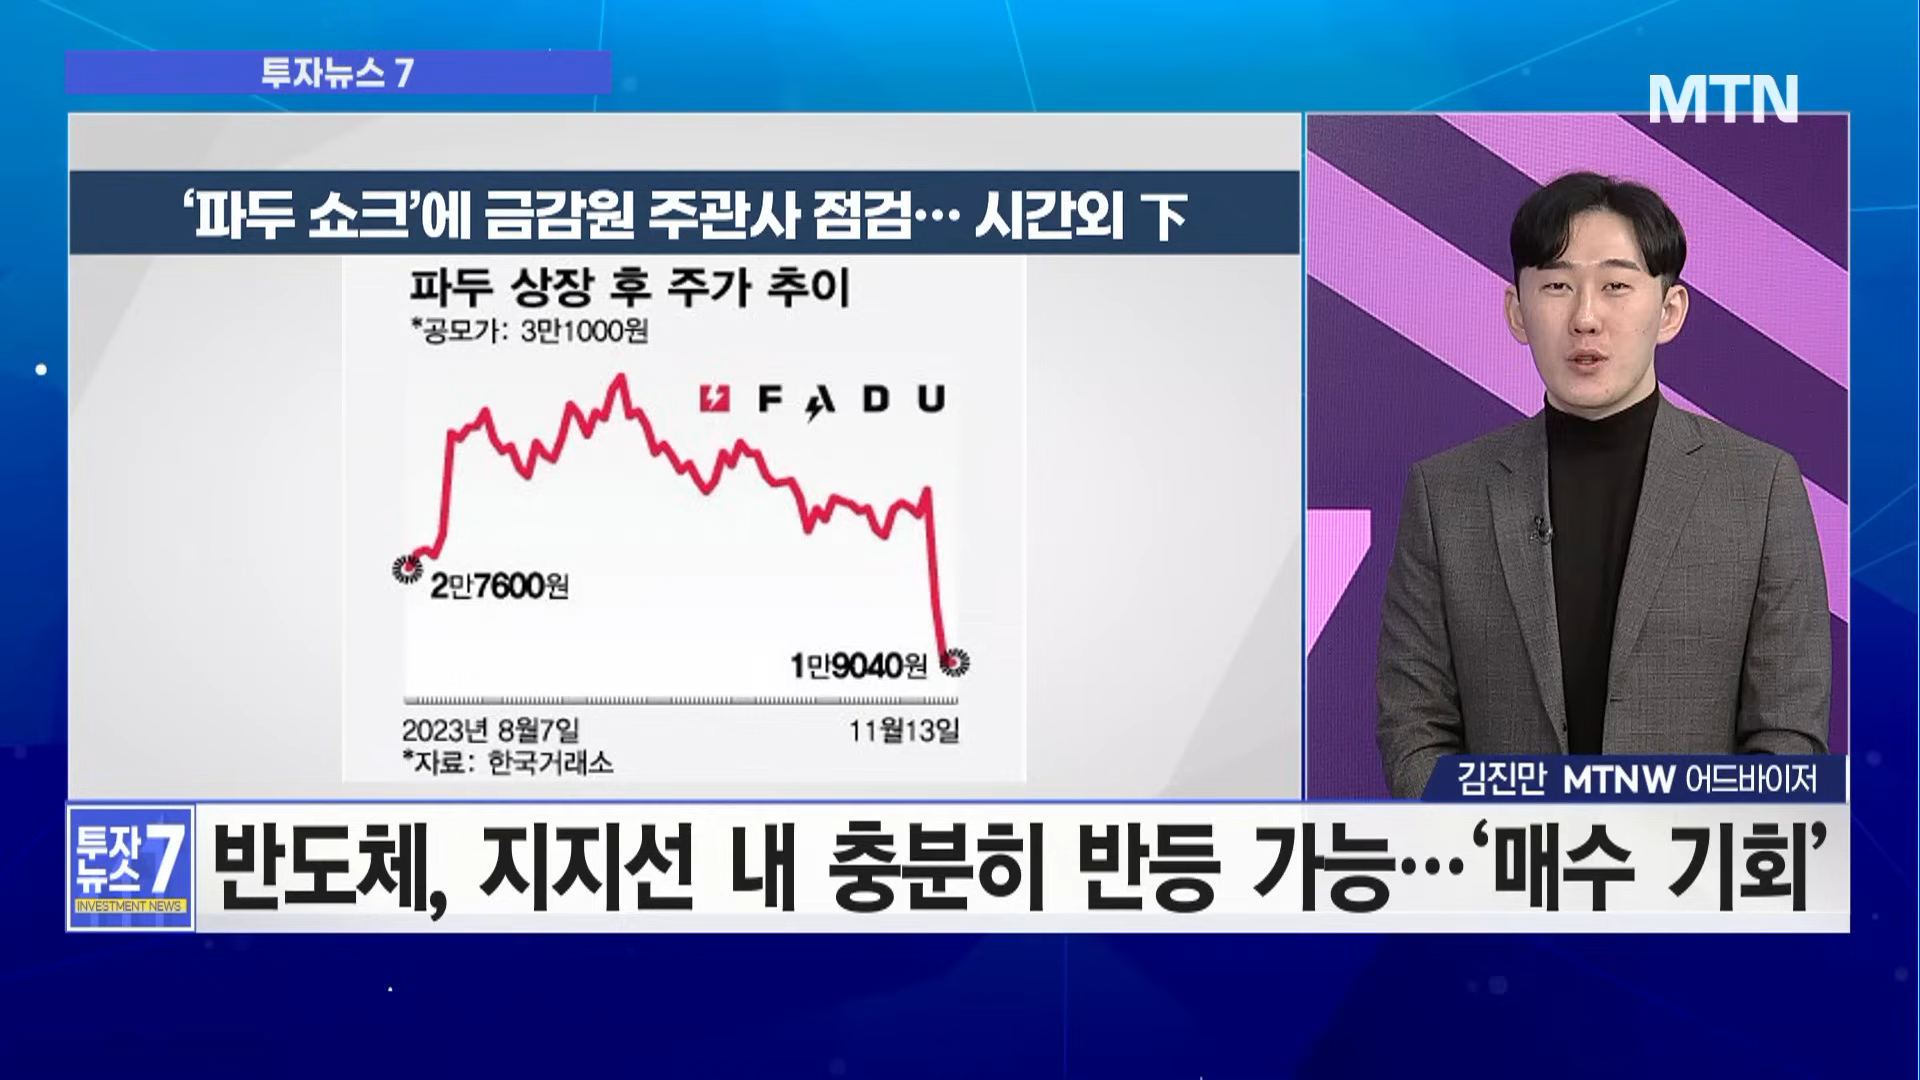 투자뉴스 7
MTN
‘파두 쇼크’에 금감원 주관사 점검… 시간외 下
파두 상장 후 주가 추이
*공모가: 3만1000원
FADU
2만7600원
1만9040원
2023년 8월7일
11월13일
*자료: 한국거래소
김진만 MTNW 어드바이저
투자
뉴스 7
INVESTMENT NEWS
반도체, 지지선 내 충분히 반등 가능…‘매수 기회’